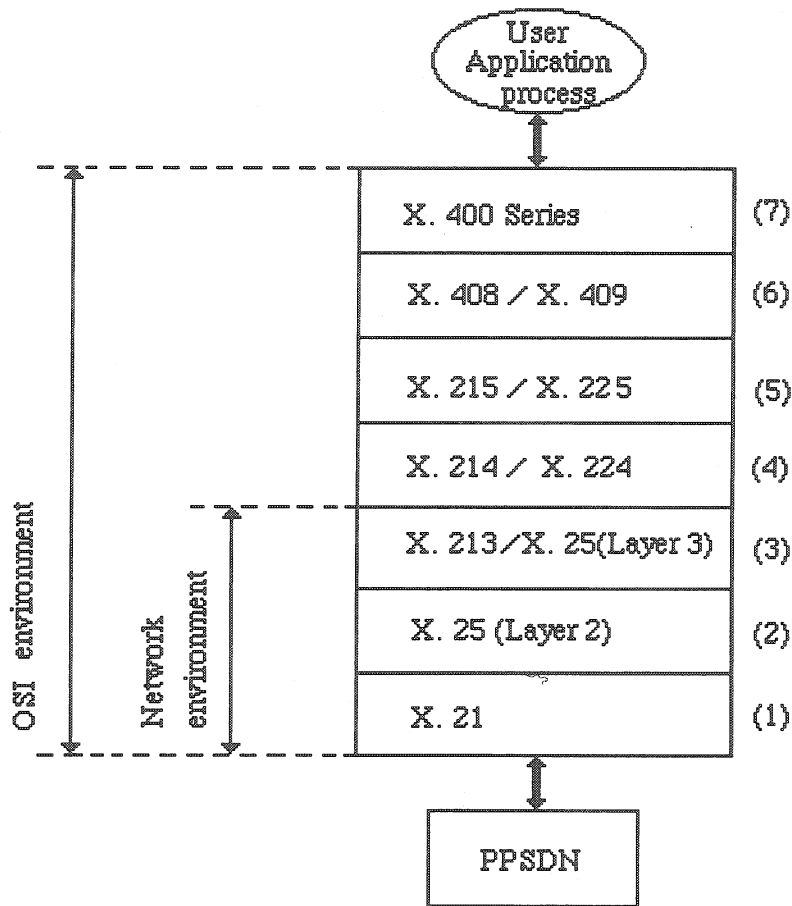 User
Application
process
X. 400 Series
(7)
X. 408 / X. 409
(6)
X. 215 / X. 225
(5)
X. 214 / X. 224
(4)
X. 213/X. 25(Layer 3)
(3)
X. 25 (Layer 2)
(2)
X. 21
(1)
OSI environment
Network
environment
PPSDN